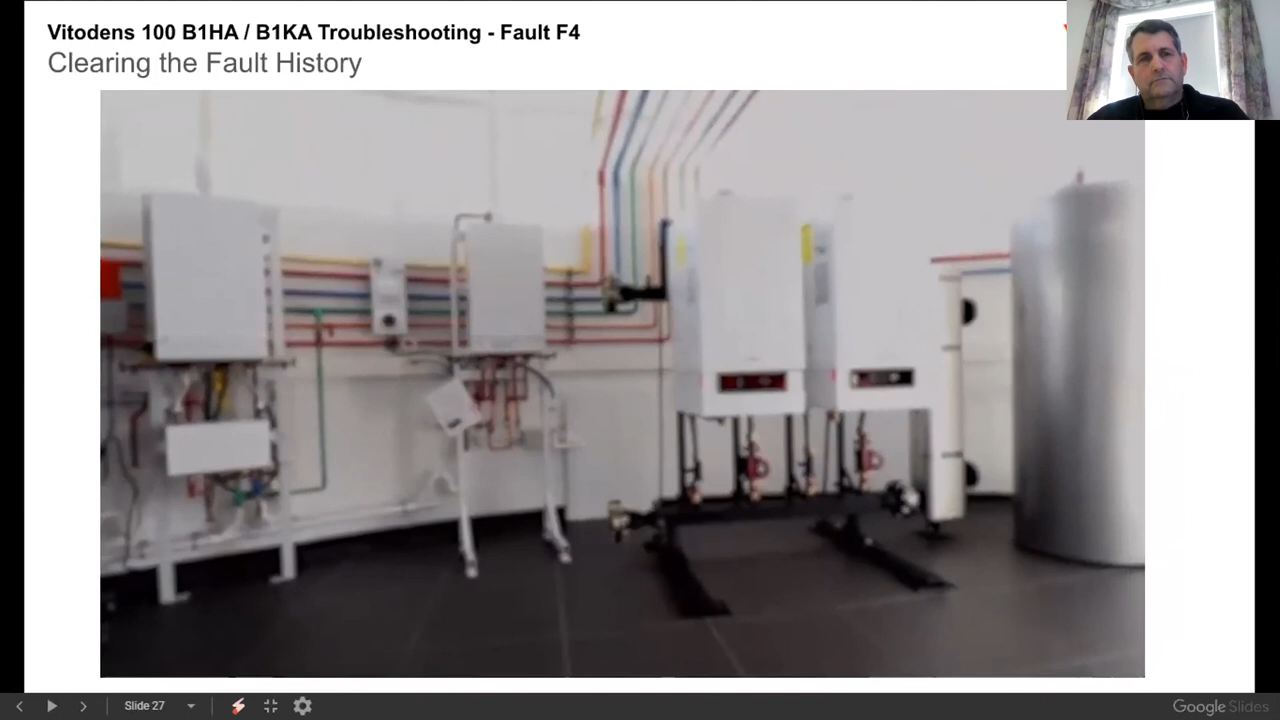 Vitodens 100 B1HA / B1KA Troubleshooting - Fault F4
Clearing the Fault History
Slide 27
Google Slides